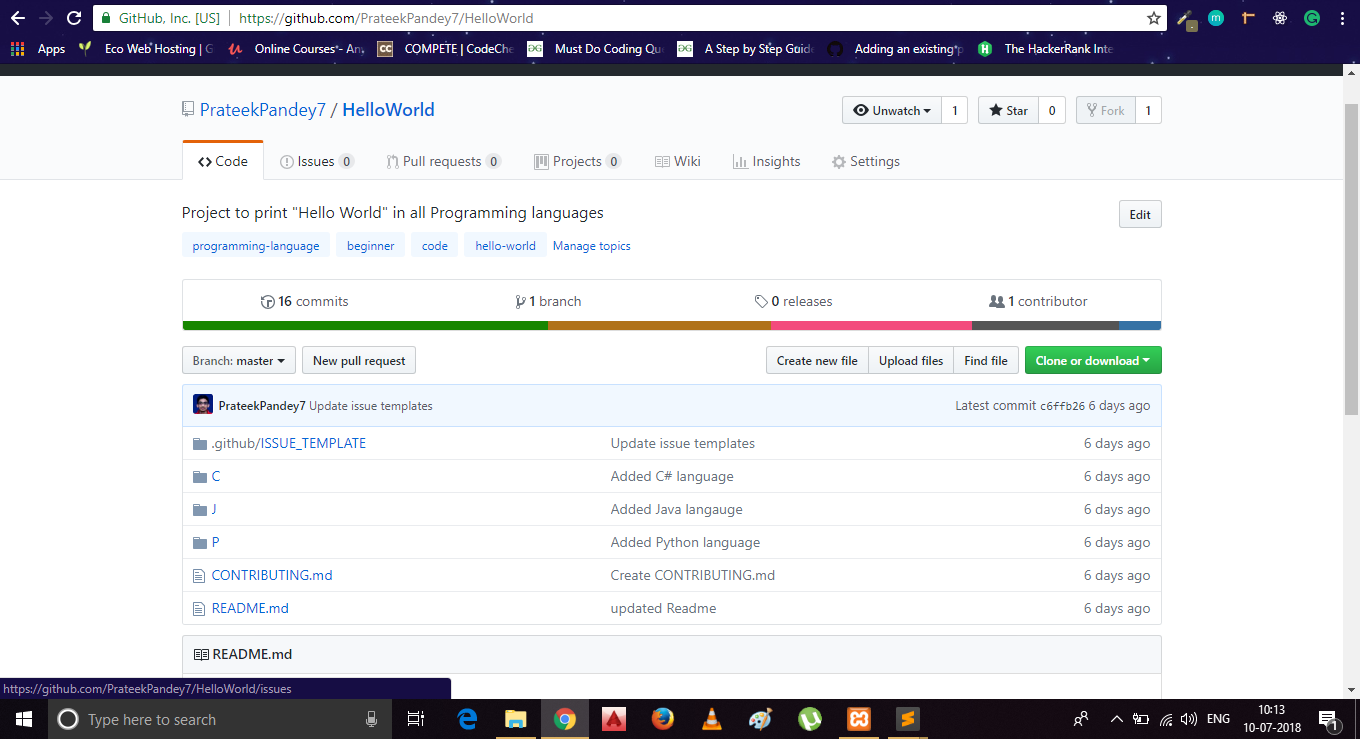 GitHub, Inc. [US] https://github.com/PrateekPandey7/HelloWorld
Apps Eco Web Hosting | G Online Courses - An COMPETE | CodeChe Must Do Coding Que A Step by Step Guide Adding an existing p The HackerRank Inte
PrateekPandey7 / HelloWorld Unwatch 1 Star 0 Fork 1
Code Issues 0 Pull requests 0 Projects 0 Wiki Insights Settings
Project to print "Hello World" in all Programming languages Edit
programming-language beginner code hello-world Manage topics
16 commits 1 branch 0 releases 1 contributor
Branch: master New pull request Create new file Upload files Find file Clone or download
PrateekPandey7 Update issue templates Latest commit c6ffb26 6 days ago
.github/ISSUE_TEMPLATE Update issue templates 6 days ago
C Added C# language 6 days ago
J Added Java langauge 6 days ago
P Added Python language 6 days ago
CONTRIBUTING.md Create CONTRIBUTING.md 6 days ago
README.md updated Readme 6 days ago
README.md
https://github.com/PrateekPandey7/HelloWorld/issues
Type here to search ENG 10:13
10-07-2018 1